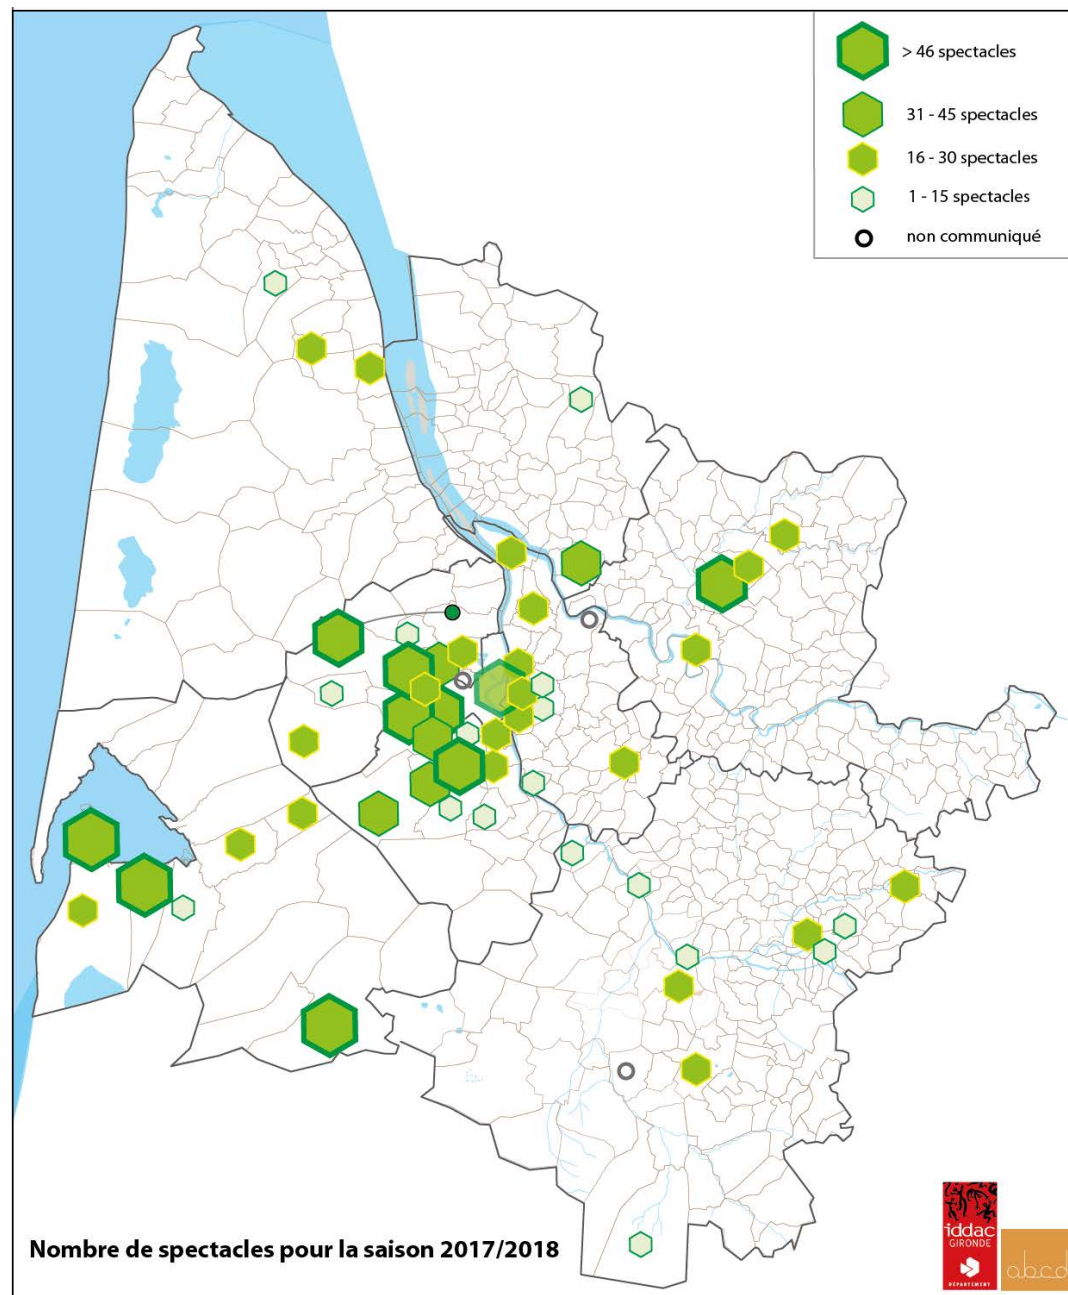 > 46 spectacles
31 - 45 spectacles
16 - 30 spectacles
1 - 15 spectacles
non communiqué
Nombre de spectacles pour la saison 2017/2018
iddac
GIRONDE
DÉPARTEMENT
abcd